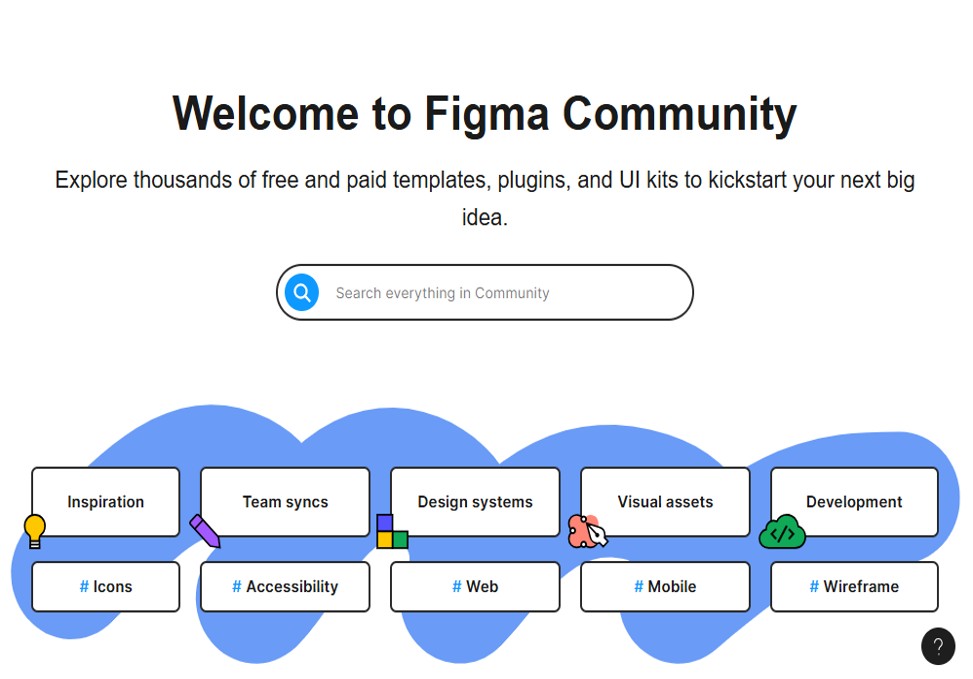 Welcome to Figma Community
Explore thousands of free and paid templates, plugins, and UI kits to kickstart your next big
idea.
Search everything in Community
Inspiration
Team syncs
Design systems
Visual assets
Development
</>
# Icons
# Accessibility
# Web
# Mobile
# Wireframe
?